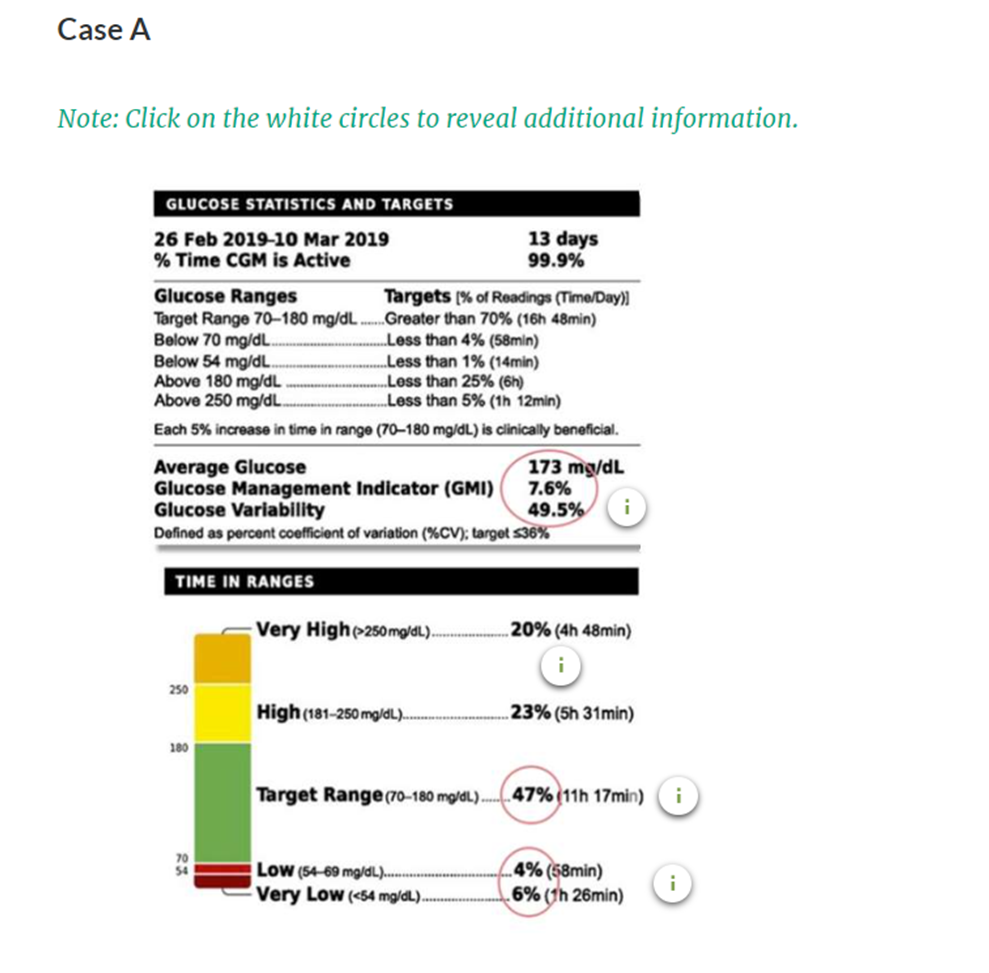 Case A
Note: Click on the white circles to reveal additional information.
GLUCOSE STATISTICS AND TARGETS
26 Feb 2019-10 Mar 2019 13 days
% Time CGM is Active 99.9%
Glucose Ranges Targets [% of Readings (Time/Day)]
Target Range 70–180 mg/dL ......Greater than 70% (16h 48min)
Below 70 mg/dL..........................Less than 4% (58min)
Below 54 mg/dL..........................Less than 1% (14min)
Above 180 mg/dL ........................Less than 25% (6h)
Above 250 mg/dL.........................Less than 5% (1h 12min)
Each 5% increase in time in range (70–180 mg/dL) is clinically beneficial.
Average Glucose 173 mg/dL
Glucose Management Indicator (GMI) 7.6%
Glucose Variability 49.5%
i
Defined as percent coefficient of variation (%CV); target ≤36%
TIME IN RANGES
Very High (>250 mg/dL).................. 20% (4h 48min)
i
250
High (181–250 mg/dL)......................... 23% (5h 31min)
180
Target Range (70–180 mg/dL)....... 47% (11h 17min) i
70
54
Low (54–69 mg/dL).............................. 4% (58min)
i
Very Low (<54 mg/dL)..................... 6% (1h 26min)